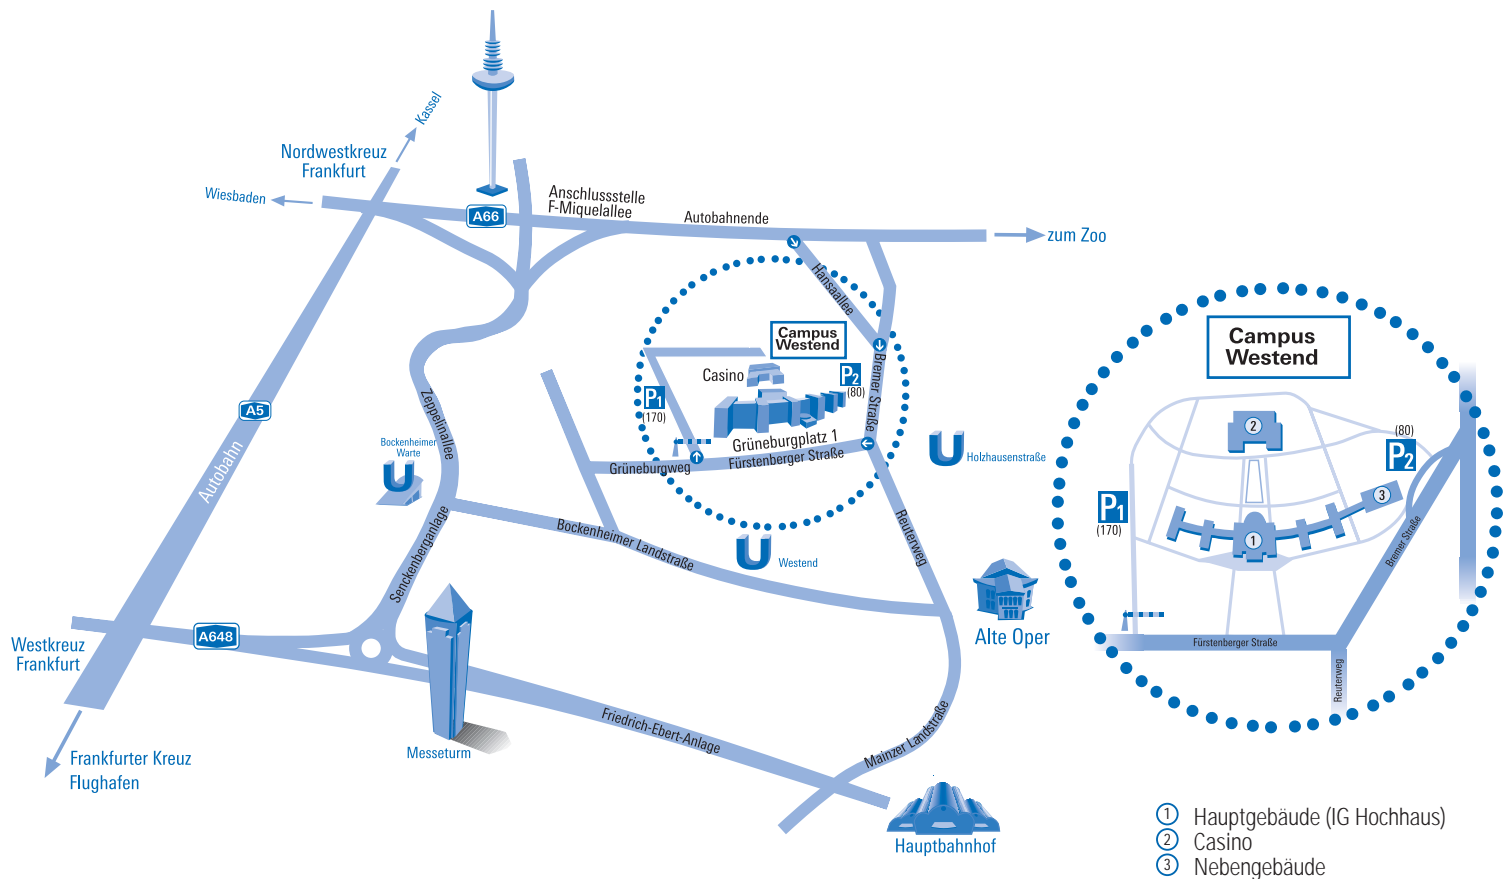 Kassel
Nordwestkreuz
Frankfurt
Wiesbaden
A66
Anschlussstelle
F-Miquelallee
Autobahnende
zum Zoo
Hansaallee
Campus
Westend
Casino
P1
(170)
P2
(80)
Bremer Straße
Grüneburgplatz 1
Grüneburgweg
Fürstenberger Straße
U
Holzhausenstraße
A5
Autobahn
Zeppelinallee
Bockenheimer
Warte
U
Senckenberganlage
Bockenheimer Landstraße
U
Westend
Reuterweg
Alte Oper
A648
Westkreuz
Frankfurt
Frankfurter Kreuz
Flughafen
Messeturm
Friedrich-Ebert-Anlage
Mainzer Landstraße
Hauptbahnhof
Campus
Westend
2
(80)
P2
3
P1
(170)
1
Bremer Straße
Fürstenberger Straße
Reuterweg
1 Hauptgebäude (IG Hochhaus)
2 Casino
3 Nebengebäude